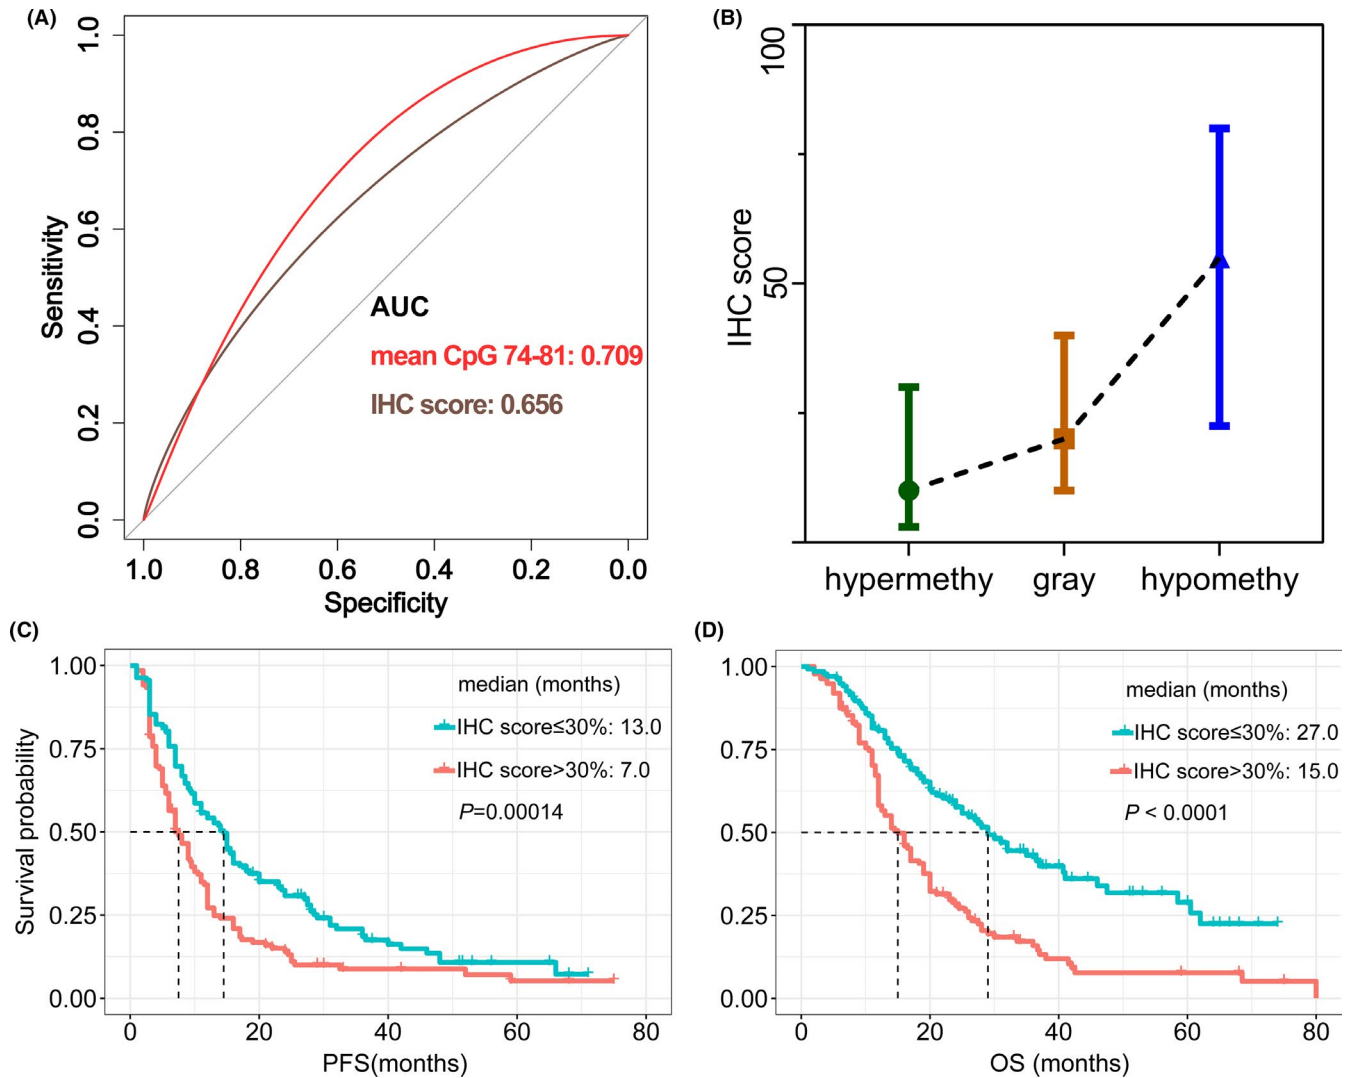 (A)
1.0
0.8
0.6
0.4
0.2
0.0
Sensitivity
AUC
mean CpG 74-81: 0.709
IHC score: 0.656
1.0 0.8 0.6 0.4 0.2 0.0
Specificity
(B)
100
50
IHC score
hypermethy gray hypomethy
(C)
1.00
0.75
0.50
0.25
0.00
Survival probability
median (months)
IHC score≤30%: 13.0
IHC score>30%: 7.0
P=0.00014
0 20 40 60 80
PFS(months)
(D)
1.00
0.75
0.50
0.25
0.00
median (months)
IHC score≤30%: 27.0
IHC score>30%: 15.0
P < 0.0001
0 20 40 60 80
OS (months)